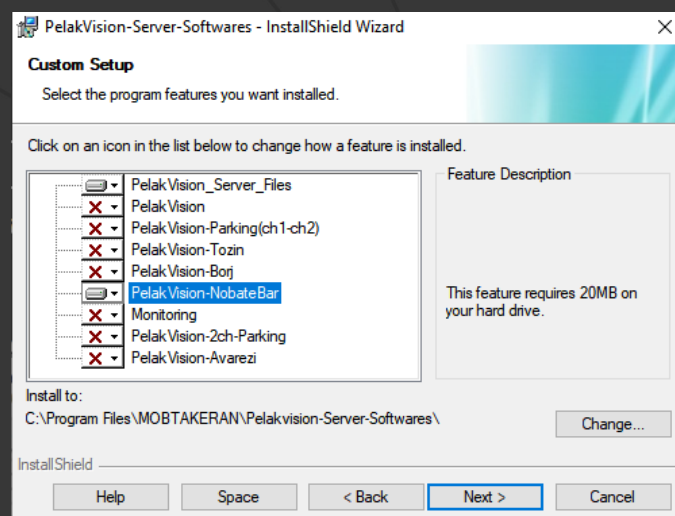 PelakVision-Server-Softwares - InstallShield Wizard
Custom Setup
Select the program features you want installed.
Click on an icon in the list below to change how a feature is installed.
PelakVision_Server_Files
PelakVision
PelakVision-Parking(ch1-ch2)
PelakVision-Tozin
PelakVision-Borj
PelakVision-NobateBar
Monitoring
PelakVision-2ch-Parking
PelakVision-Avarezi
Feature Description
This feature requires 20MB on
your hard drive.
Install to:
C:\Program Files\MOBTAKERAN\Pelakvision-Server-Softwares\
Change...
InstallShield
Help
Space
< Back
Next >
Cancel